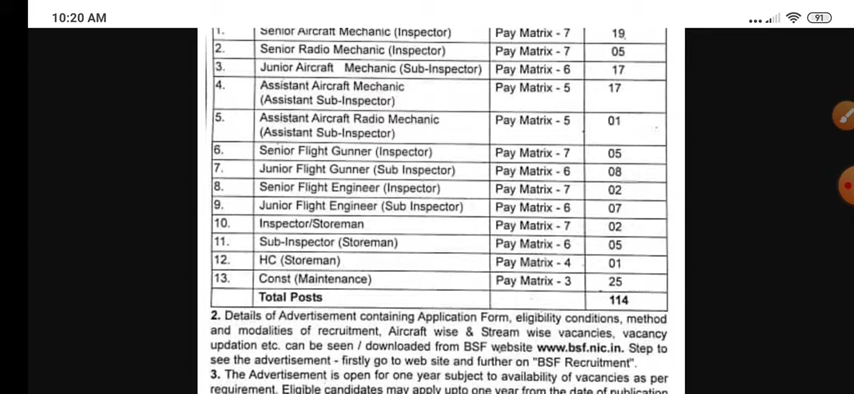 10:20 AM 91
1. Senior Aircraft Mechanic (Inspector) Pay Matrix - 7 19
2. Senior Radio Mechanic (Inspector) Pay Matrix - 7 05
3. Junior Aircraft Mechanic (Sub-Inspector) Pay Matrix - 6 17
4. Assistant Aircraft Mechanic Pay Matrix - 5 17
(Assistant Sub-Inspector)
5. Assistant Aircraft Radio Mechanic Pay Matrix - 5 01
(Assistant Sub-Inspector)
6. Senior Flight Gunner (Inspector) Pay Matrix - 7 05
7. Junior Flight Gunner (Sub Inspector) Pay Matrix - 6 08
8. Senior Flight Engineer (Inspector) Pay Matrix - 7 02
9. Junior Flight Engineer (Sub Inspector) Pay Matrix - 6 07
10. Inspector/Storeman Pay Matrix - 7 02
11. Sub-Inspector (Storeman) Pay Matrix - 6 05
12. HC (Storeman) Pay Matrix - 4 01
13. Const (Maintenance) Pay Matrix - 3 25
Total Posts 114
2. Details of Advertisement containing Application Form, eligibility conditions, method
and modalities of recruitment, Aircraft wise & Stream wise vacancies, vacancy
updation etc. can be seen / downloaded from BSF website www.bsf.nic.in. Step to
see the advertisement - firstly go to web site and further on "BSF Recruitment".
3. The Advertisement is open for one year subject to availability of vacancies as per
requirement. Eligible candidates may apply upto one year from the date of publication